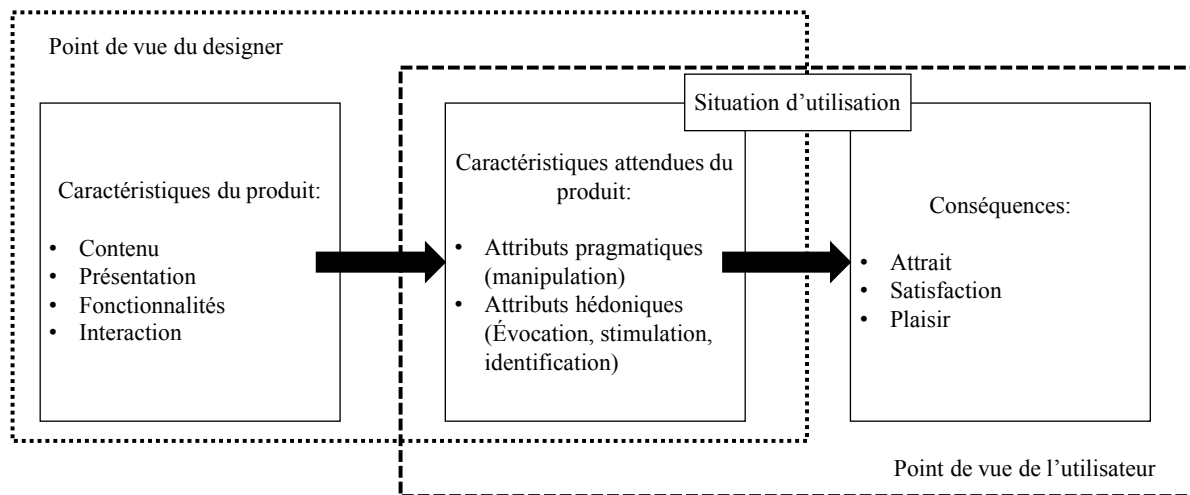 Point de vue du designer
Situation d’utilisation
Caractéristiques du produit:
• Contenu
• Présentation
• Fonctionnalités
• Interaction
Caractéristiques attendues du
produit:
• Attributs pragmatiques
(manipulation)
• Attributs hédoniques
(Évocation, stimulation,
identification)
Conséquences:
• Attrait
• Satisfaction
• Plaisir
Point de vue de l’utilisateur